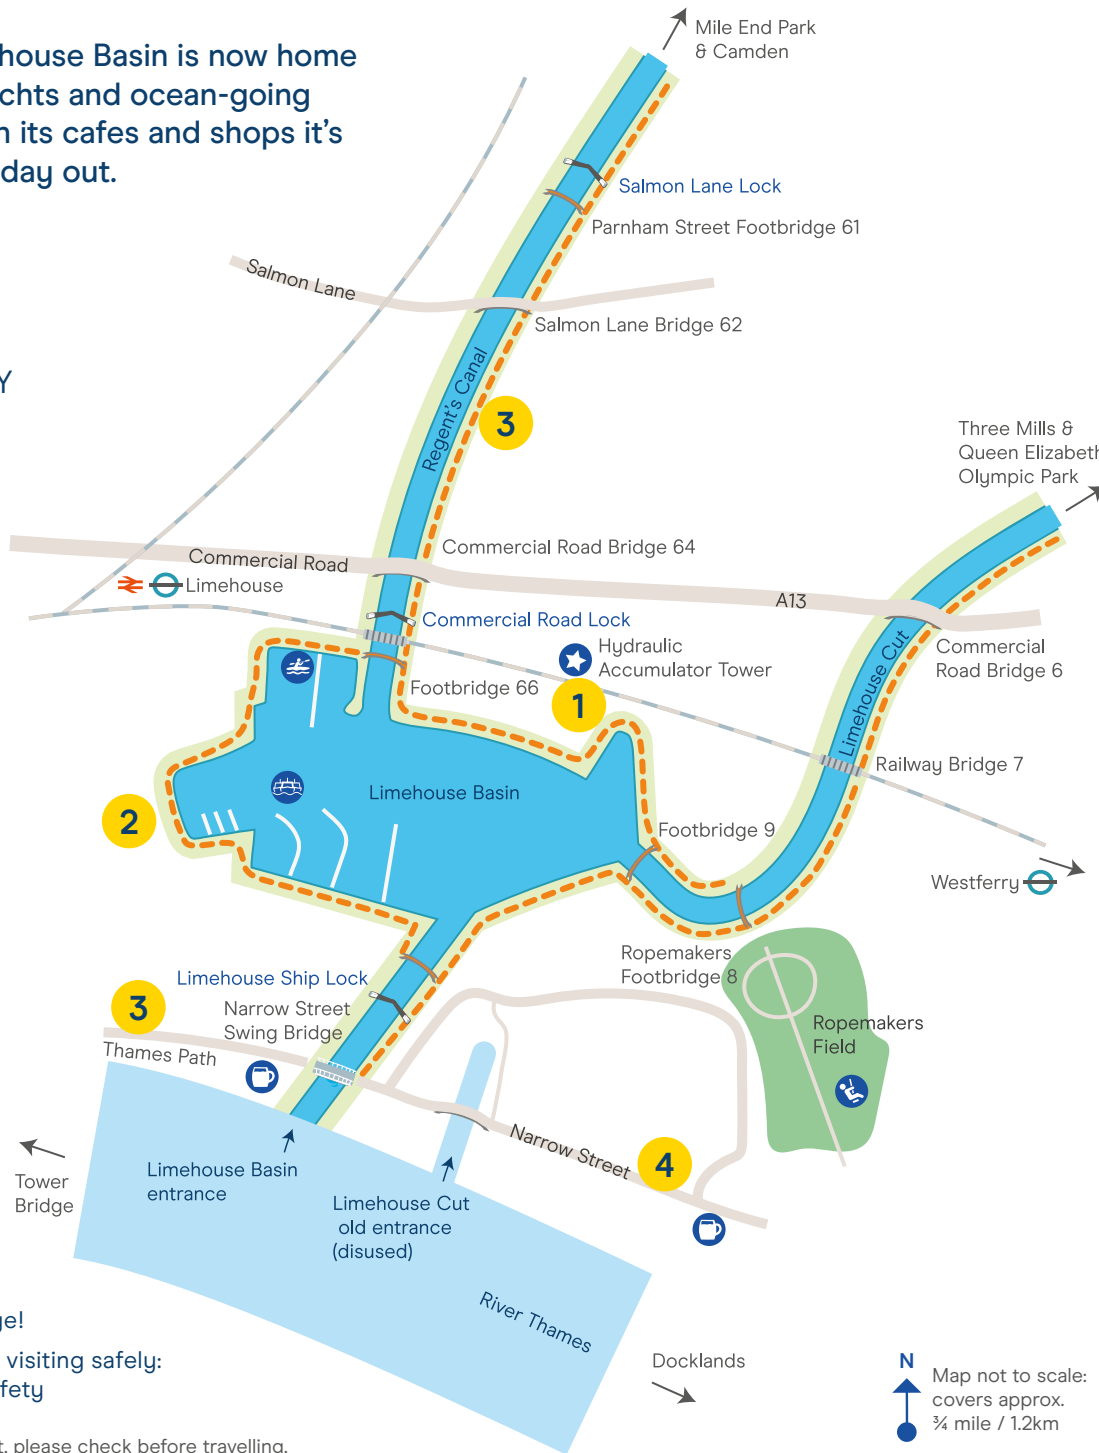 house Basin is now home
chts and ocean-going
n its cafes and shops it's
day out.
Y
Mile End Park
& Camden
Salmon Lane Lock
Parnham Street Footbridge 61
Salmon Lane
Salmon Lane Bridge 62
Regent's Canal
3
Three Mills &
Queen Elizabeth
Olympic Park
Commercial Road Bridge 64
Commercial Road
Limehouse
A13
Commercial Road Lock
Hydraulic
Accumulator Tower
Commercial
Road Bridge 6
Limehouse Cut
Footbridge 66
1
Railway Bridge 7
Limehouse Basin
2
Footbridge 9
Westferry
Ropemakers
Footbridge 8
Limehouse Ship Lock
3
Narrow Street
Swing Bridge
Ropemakers
Field
Thames Path
Narrow Street
4
Tower
Bridge
Limehouse Basin
entrance
Limehouse Cut
old entrance
(disused)
River Thames
ge!
visiting safely:
fety
Docklands
N
Map not to scale:
covers approx.
¾ mile / 1.2km
t, please check before travelling.